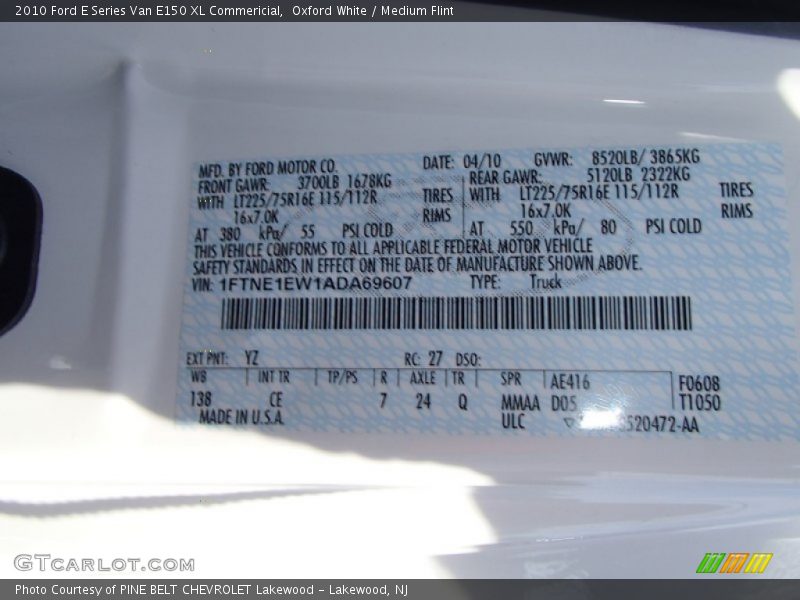 2010 Ford E Series Van E150 XL Commericial, Oxford White / Medium Flint
MFD. BY FORD MOTOR CO. DATE: 04/10 GVWR: 8520LB/ 3865KG
FRONT GAWR: 3700LB 1678KG REAR GAWR: 5120LB 2322KG
WITH LT225/75R16E 115/112R TIRES WITH LT225/75R16E 115/112R TIRES
16x7.0K RIMS 16x7.0K RIMS
AT 380 kPa/ 55 PSI COLD AT 550 kPa/ 80 PSI COLD
THIS VEHICLE CONFORMS TO ALL APPLICABLE FEDERAL MOTOR VEHICLE
SAFETY STANDARDS IN EFFECT ON THE DATE OF MANUFACTURE SHOWN ABOVE.
VIN: 1FTNE1EW1ADA69607 TYPE: Truck
EXT PNT: YZ RC: 27 DSO:
WB INT TR TP/PS R AXLE TR SPR AE416 F0608
138 CE 7 24 Q MMAA D05 T1050
MADE IN U.S.A. ULC 3520472-AA
GTCARLOT.COM
Photo Courtesy of PINE BELT CHEVROLET Lakewood - Lakewood, NJ